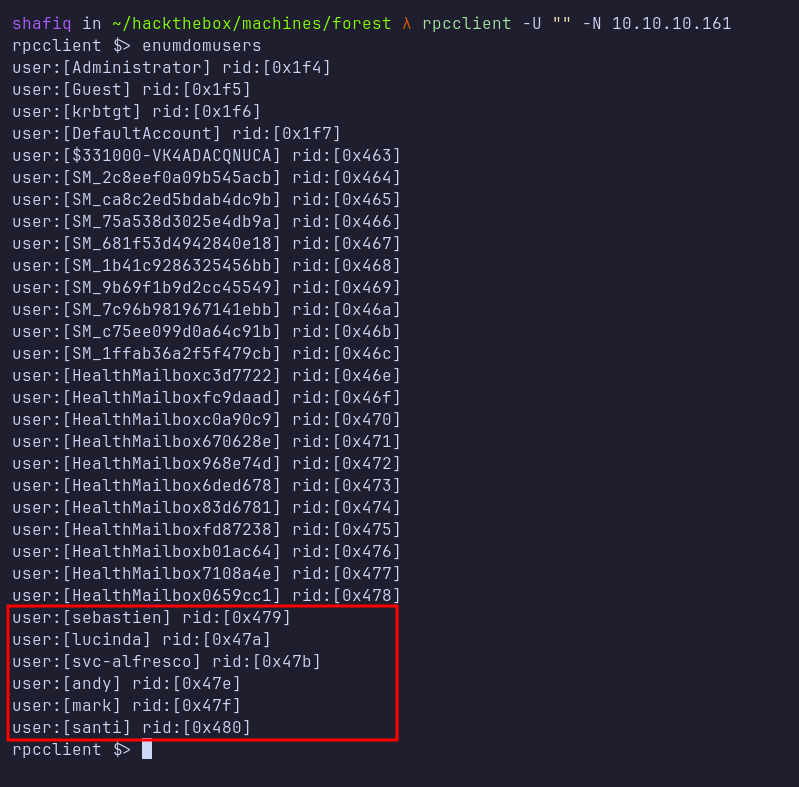 shafiq in ~/hackthebox/machines/forest λ rpcclient -U "" -N 10.10.10.161
rpcclient $> enumdomusers
user:[Administrator] rid:[0x1f4]
user:[Guest] rid:[0x1f5]
user:[krbtgt] rid:[0x1f6]
user:[DefaultAccount] rid:[0x1f7]
user:[$331000-VK4ADACQNUCA] rid:[0x463]
user:[SM_2c8eef0a09b545acb] rid:[0x464]
user:[SM_ca8c2ed5bdab4dc9b] rid:[0x465]
user:[SM_75a538d3025e4db9a] rid:[0x466]
user:[SM_681f53d4942840e18] rid:[0x467]
user:[SM_1b41c9286325456bb] rid:[0x468]
user:[SM_9b69f1b9d2cc45549] rid:[0x469]
user:[SM_7c96b981967141ebb] rid:[0x46a]
user:[SM_c75ee099d0a64c91b] rid:[0x46b]
user:[SM_1ffab36a2f5f479cb] rid:[0x46c]
user:[HealthMailboxc3d7722] rid:[0x46e]
user:[HealthMailboxfc9daad] rid:[0x46f]
user:[HealthMailboxc0a90c9] rid:[0x470]
user:[HealthMailbox670628e] rid:[0x471]
user:[HealthMailbox968e74d] rid:[0x472]
user:[HealthMailbox6ded678] rid:[0x473]
user:[HealthMailbox83d6781] rid:[0x474]
user:[HealthMailboxfd87238] rid:[0x475]
user:[HealthMailboxb01ac64] rid:[0x476]
user:[HealthMailbox7108a4e] rid:[0x477]
user:[HealthMailbox0659cc1] rid:[0x478]
user:[sebastien] rid:[0x479]
user:[lucinda] rid:[0x47a]
user:[svc-alfresco] rid:[0x47b]
user:[andy] rid:[0x47e]
user:[mark] rid:[0x47f]
user:[santi] rid:[0x480]
rpcclient $>